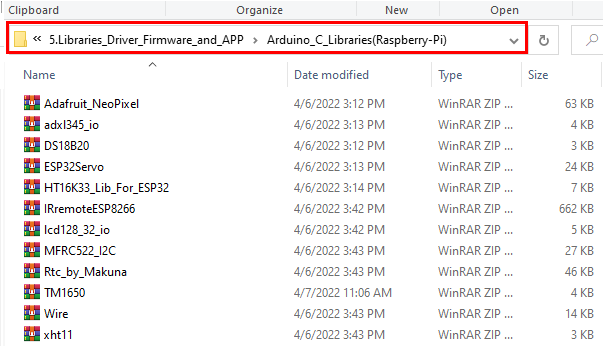 Clipboard Organize New Open
« 5.Libraries_Driver_Firmware_and_APP > Arduino_C_Libraries(Raspberry-Pi)
Name Date modified Type Size
Adafruit_NeoPixel 4/6/2022 3:12 PM WinRAR ZIP ... 63 KB
adxl345_io 4/6/2022 3:13 PM WinRAR ZIP ... 4 KB
DS18B20 4/6/2022 3:12 PM WinRAR ZIP ... 3 KB
ESP32Servo 4/6/2022 3:13 PM WinRAR ZIP ... 24 KB
HT16K33_Lib_For_ESP32 4/6/2022 3:14 PM WinRAR ZIP ... 7 KB
IRremoteESP8266 4/6/2022 3:42 PM WinRAR ZIP ... 662 KB
lcd128_32_io 4/6/2022 3:42 PM WinRAR ZIP ... 4 KB
MFRC522_I2C 4/6/2022 3:43 PM WinRAR ZIP ... 27 KB
Rtc_by_Makuna 4/6/2022 3:43 PM WinRAR ZIP ... 46 KB
TM1650 4/7/2022 11:06 AM WinRAR ZIP ... 4 KB
Wire 4/6/2022 3:43 PM WinRAR ZIP ... 14 KB
xht11 4/6/2022 3:43 PM WinRAR ZIP ... 3 KB